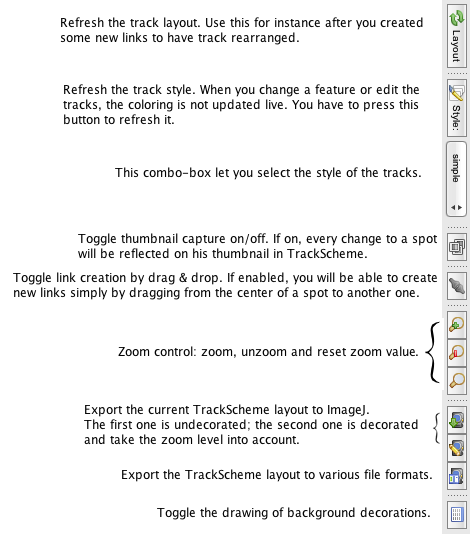 Refresh the track layout. Use this for instance after you created
some new links to have track rearranged.
Layout
Refresh the track style. When you change a feature or edit the
tracks, the coloring is not updated live. You have to press this
button to refresh it.
Style:
This combo-box let you select the style of the tracks.
simple
Toggle thumbnail capture on/off. If on, every change to a spot
will be reflected on his thumbnail in TrackScheme.
Toggle link creation by drag & drop. If enabled, you will be able to create
new links simply by dragging from the center of a spot to another one.
Zoom control: zoom, unzoom and reset zoom value.
Export the current TrackScheme layout to ImageJ.
The first one is undecorated; the second one is decorated
and take the zoom level into account.
Export the TrackScheme layout to various file formats.
Toggle the drawing of background decorations.